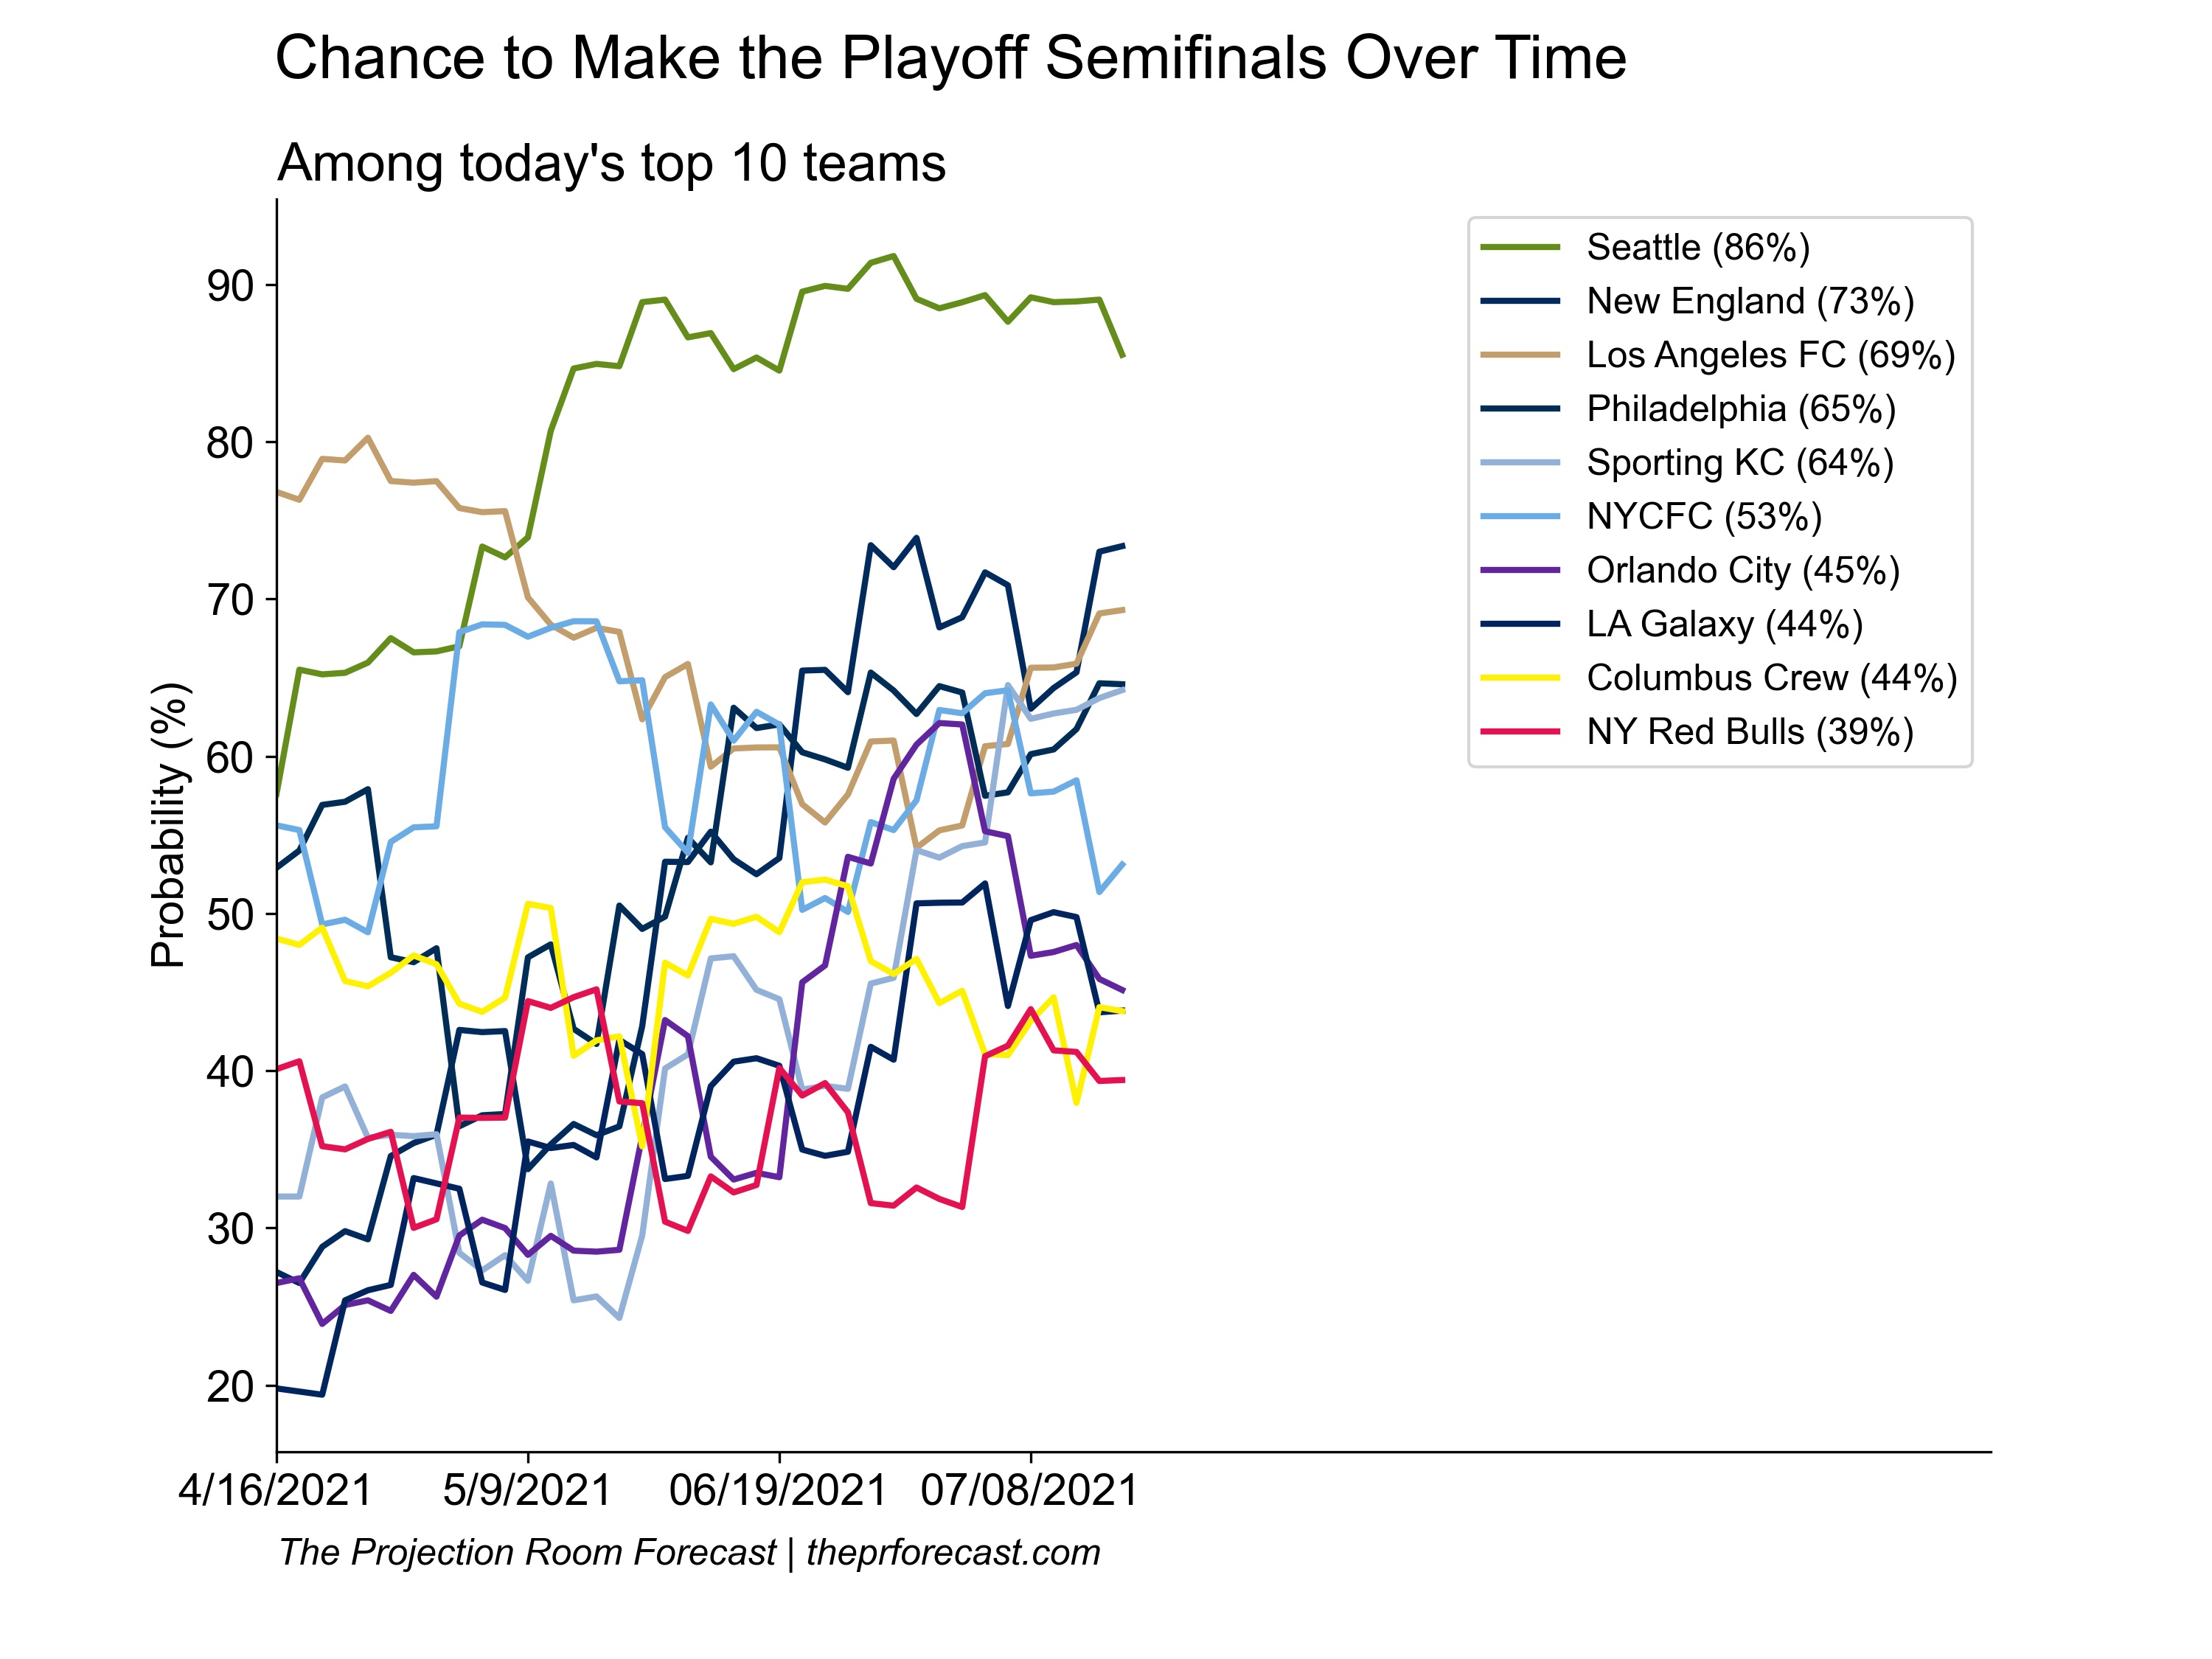 Chance to Make the Playoff Semifinals Over Time
Among today's top 10 teams
Seattle (86%)
New England (73%)
Los Angeles FC (69%)
Philadelphia (65%)
Sporting KC (64%)
NYCFC (53%)
Orlando City (45%)
LA Galaxy (44%)
Columbus Crew (44%)
NY Red Bulls (39%)
Probability (%)
90
80
70
60
50
40
30
20
4/16/2021 5/9/2021 06/19/2021 07/08/2021
The Projection Room Forecast | theprforecast.com